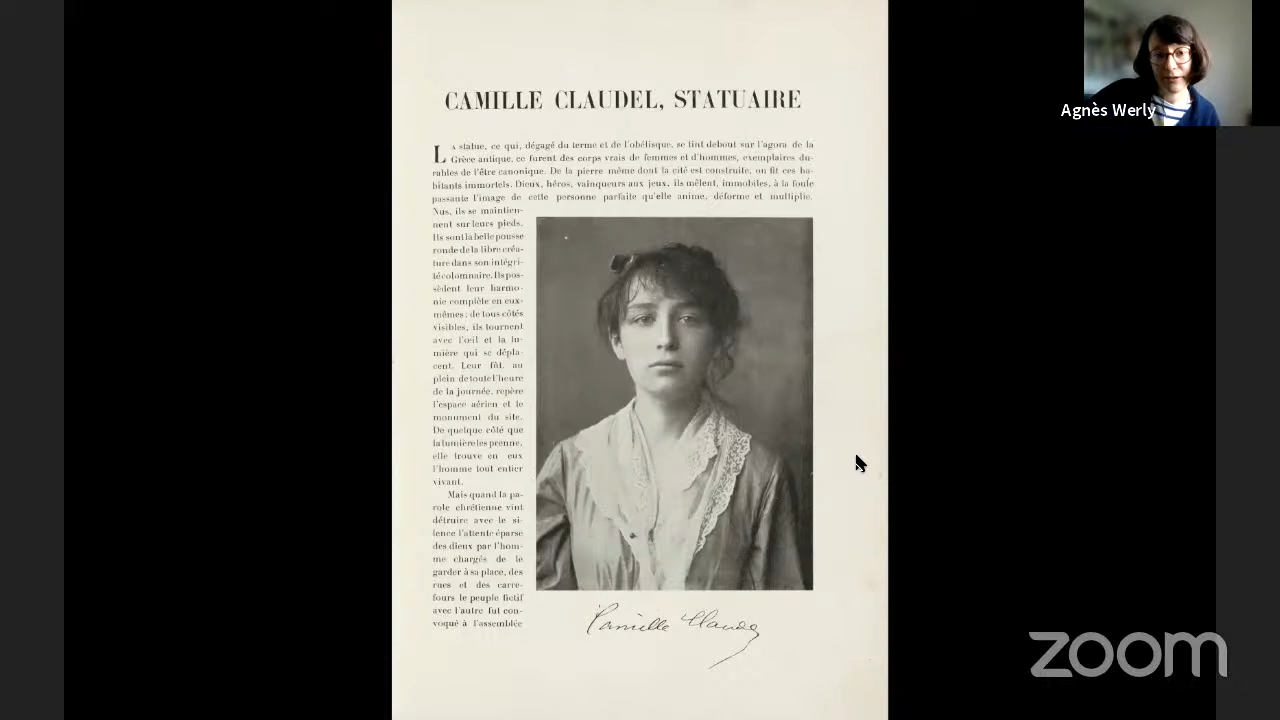 CAMILLE CLAUDEL, STATUAIRE
LA statue, ce qui, dégagé du terme et de l'obélisque, se tint debout sur l'agora de la
Grèce antique, ce furent des corps vrais de femmes et d'hommes, exemplaires du-
rables de l'être canonique. De la pierre même dont la cité est construite, on fit ces ha-
bitants immortels. Dieux, héros, vainqueurs aux jeux, ils mêlent, immobiles, à la foule
passante l'image de cette personne parfaite qu'elle anime, déforme et multiplie.
Nus, ils se maintien-
nent sur leurs pieds.
Ils sont la belle pousse
ronde de la libre créa-
ture dans son intégri-
té colomnaire. Ils pos-
sèdent leur harmo-
nie complète en eux-
mêmes ; de tous côtés
visibles, ils tournent
avec l'œil et la lu-
mière qui se dépla-
cent. Leur fût, au
plein de toute l'heure
de la journée, repère
l'espace aérien et le
monument du site.
De quelque côté que
la lumière les prenne,
elle trouve en eux
l'homme tout entier
vivant.
Mais quand la pa-
role chrétienne vint
détruire avec le si-
lence l'attente éparse
des dieux par l'hom-
me chargés de le
garder à sa place, des
rues et des carre-
fours le peuple fictif
avec l'autre fut con-
voqué à l'assemblée
Camille Claudel
Agnès Werly
zoom